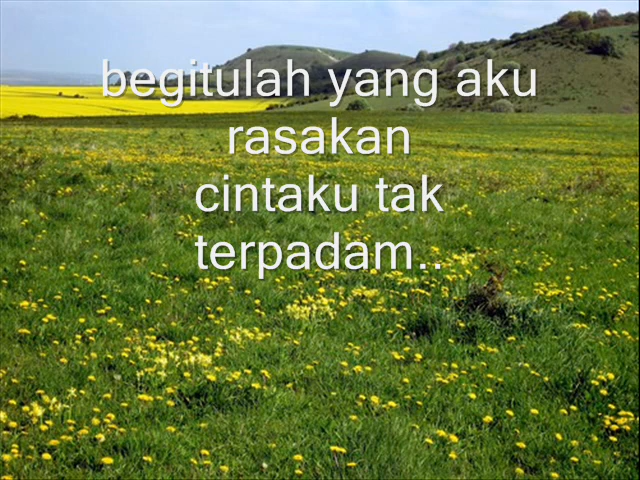 begitulah yang aku
rasakan
cintaku tak
terpadam..